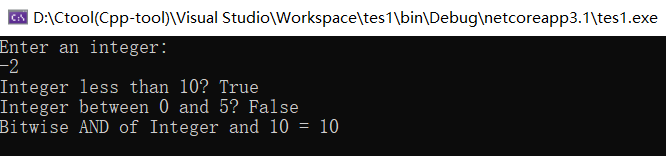 D:\Ctool(Cpp-tool)\Visual Studio\Workspace\tes1\bin\Debug\netcoreapp3.1\tes1.exe
Enter an integer:
-2
Integer less than 10? True
Integer between 0 and 5? False
Bitwise AND of Integer and 10 = 10